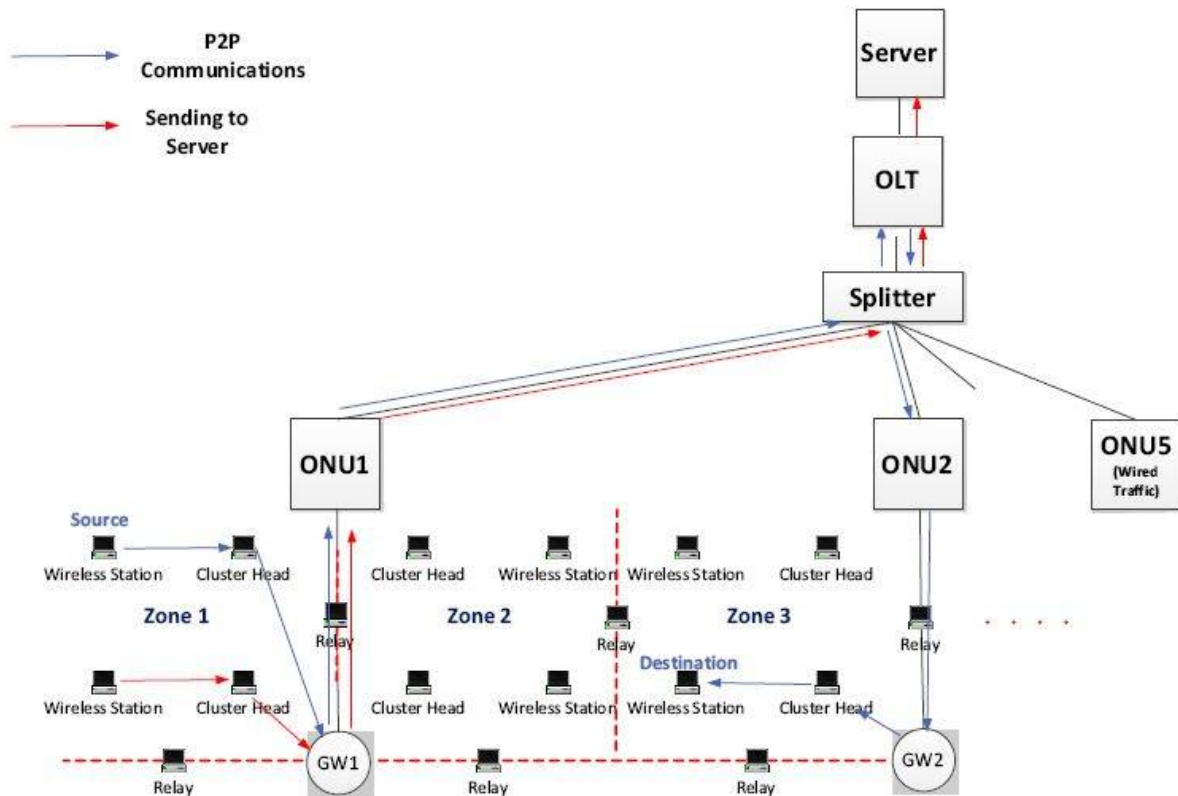 P2P
Communications
Sending to
Server
Server
OLT
Splitter
ONU1
ONU2
ONU5
(Wired
Traffic)
Source
Wireless Station
Cluster Head
Cluster Head
Wireless Station
Wireless Station
Cluster Head
Zone 1
Zone 2
Zone 3
Relay
Relay
Relay
Destination
Wireless Station
Cluster Head
Cluster Head
Wireless Station
Wireless Station
Cluster Head
GW1
GW2
Relay
Relay
Relay